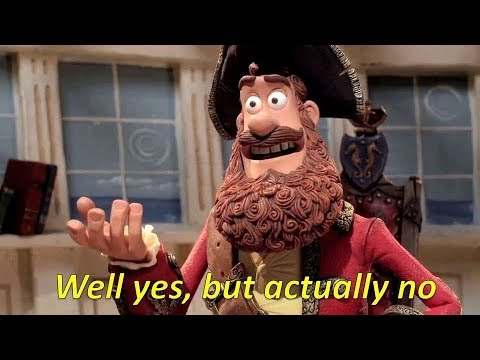 Well yes, but actually no